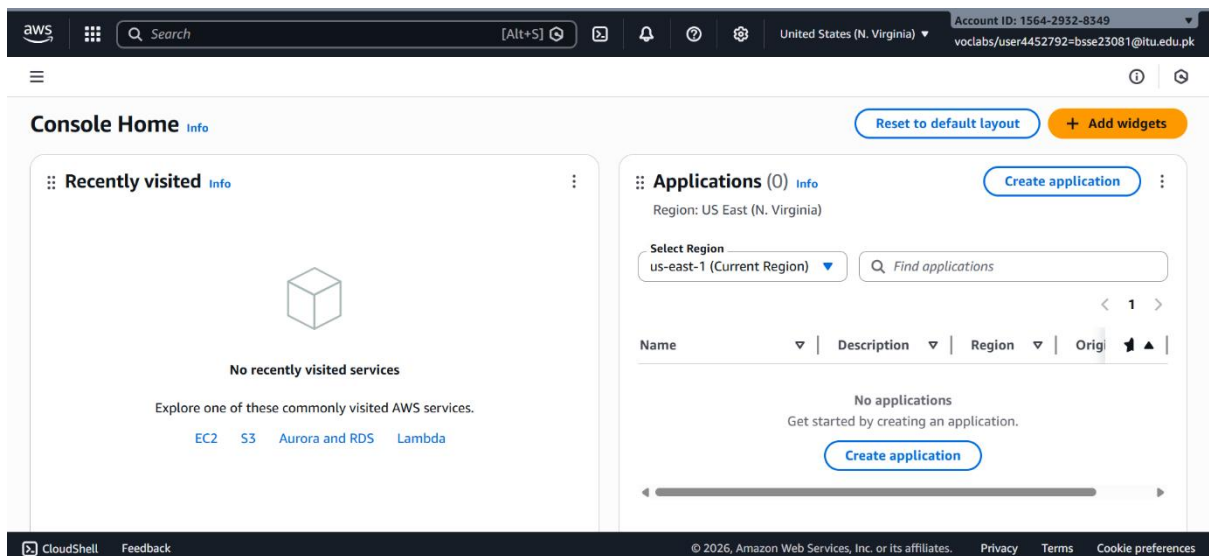 aws
Search [Alt+S]
United States (N. Virginia)
Account ID: 1564-2932-8349
voclabs/user4452792=bsse23081@itu.edu.pk
Console Home Info
Reset to default layout
+ Add widgets
Recently visited Info
No recently visited services
Explore one of these commonly visited AWS services.
EC2 S3 Aurora and RDS Lambda
Applications (0) Info
Create application
Region: US East (N. Virginia)
Select Region
us-east-1 (Current Region)
Find applications
1
Name Description Region Origi
No applications
Get started by creating an application.
Create application
CloudShell Feedback
© 2026, Amazon Web Services, Inc. or its affiliates. Privacy Terms Cookie preferences